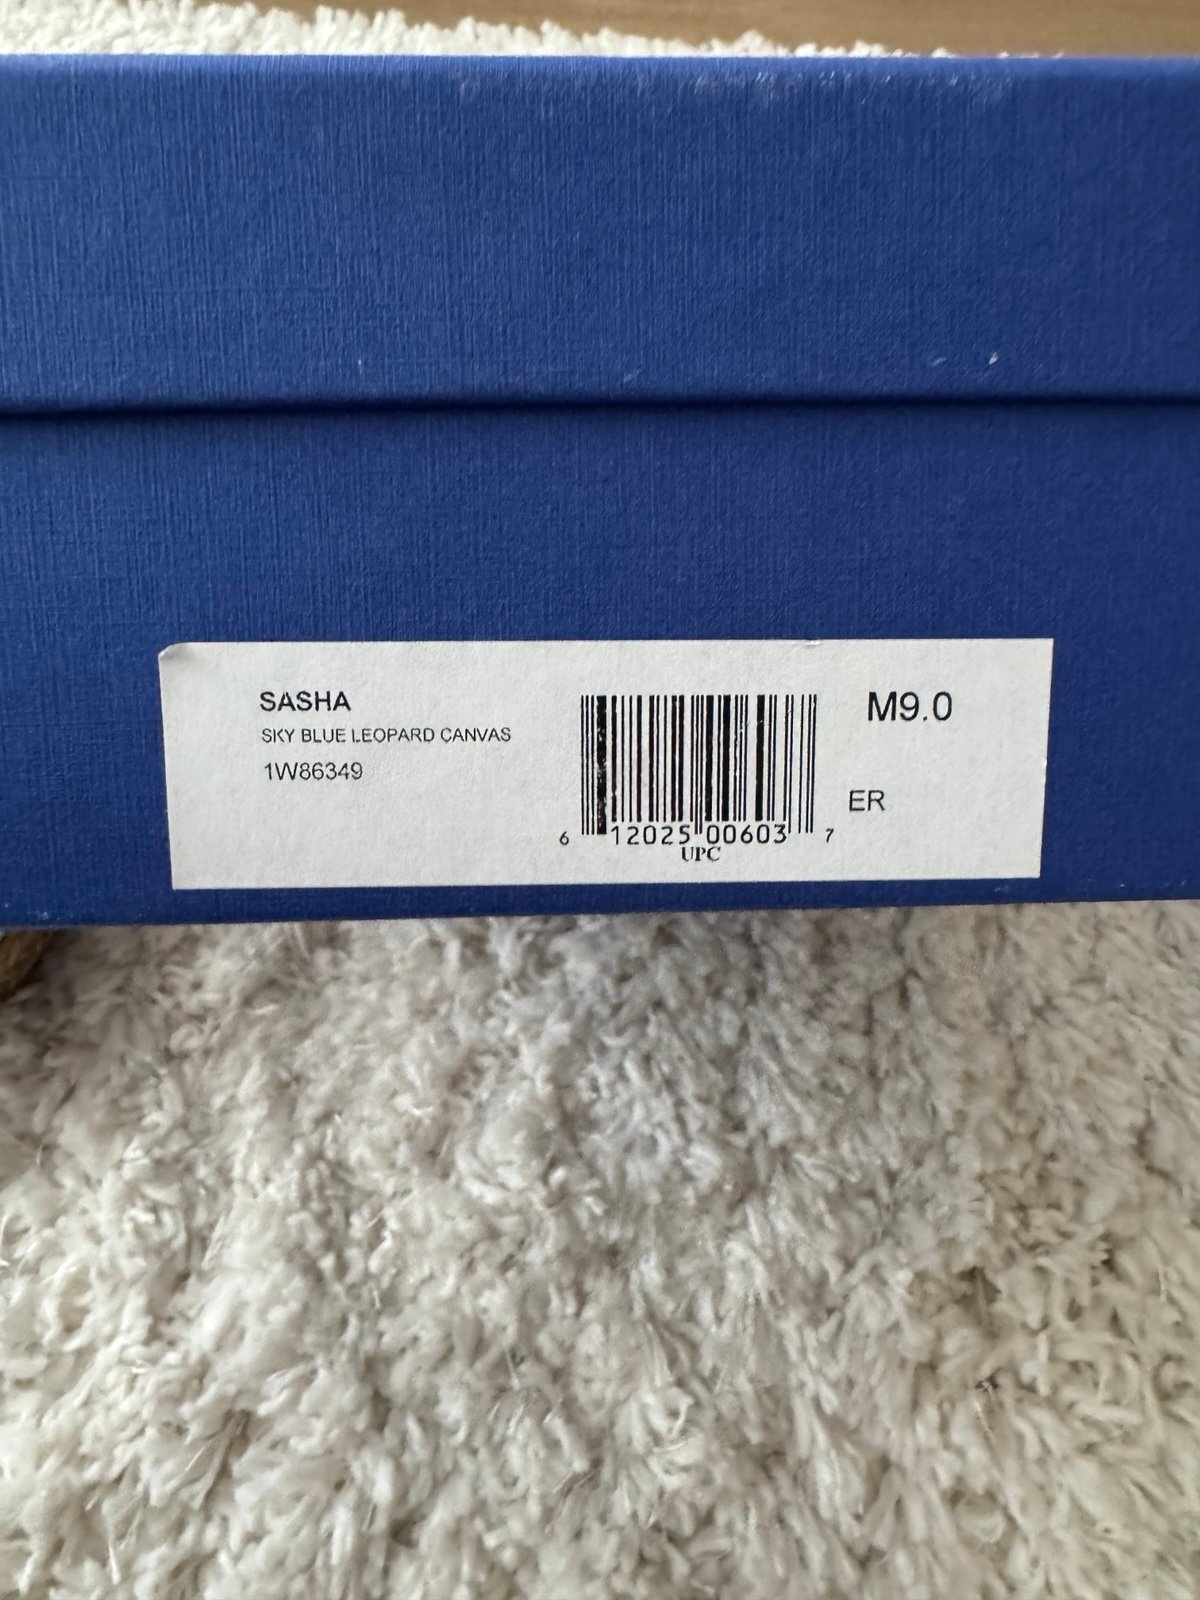 SASHA
SKY BLUE LEOPARD CANVAS
1W86349
M9.0
ER
6 12025 00603 7
UPC